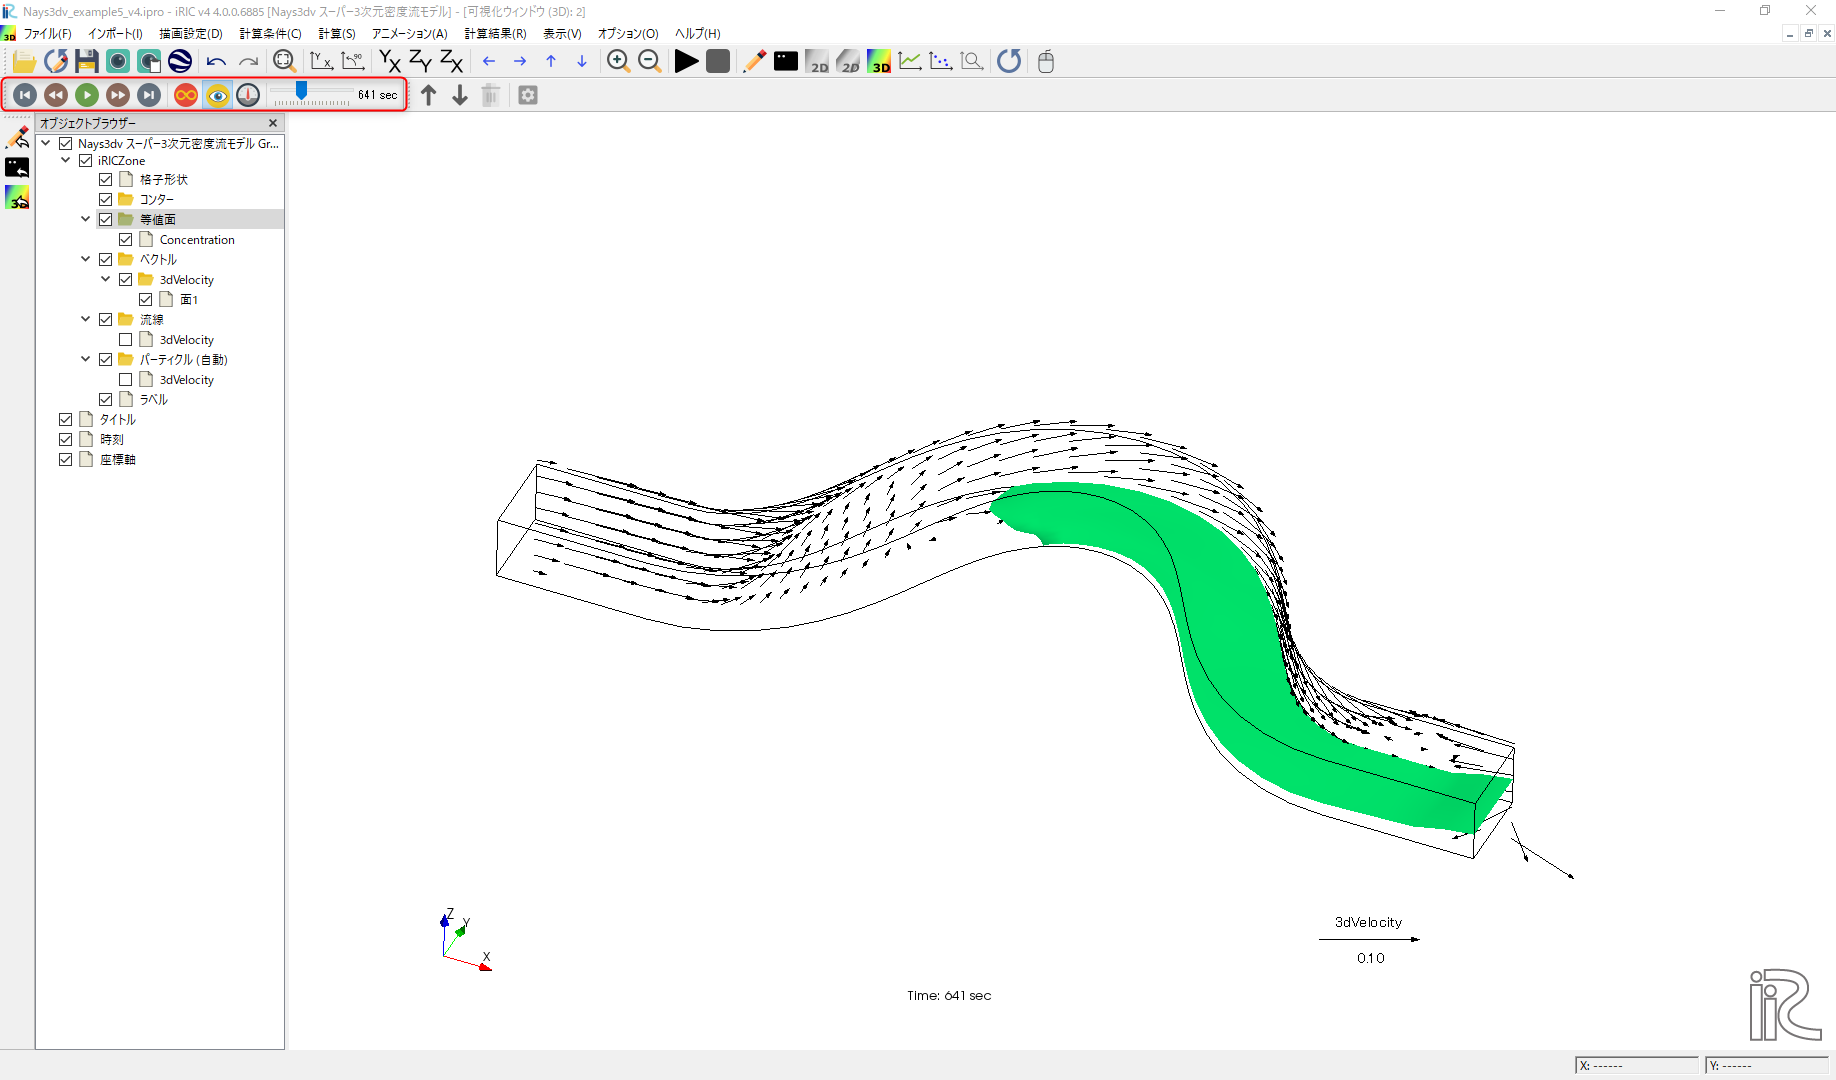 Nays3dv_example5_v4.ipro - iRIC v4 4.0.0.6885 [Nays3dv スーパー3次元密度流モデル] - [可視化ウィンドウ (3D): 2]
ファイル(F) インポート(I) 描画設定(D) 計算条件(C) 計算(S) アニメーション(A) 計算結果(R) 表示(V) オプション(O) ヘルプ(H)
Yx x90 YX ZY ZX 2D 2D 3D
641 sec
オブジェクトブラウザー
Nays3dv スーパー3次元密度流モデル Gr...
iRICZone
格子形状
コンター
等値面
Concentration
ベクトル
3dVelocity
面1
流線
3dVelocity
パーティクル (自動)
3dVelocity
ラベル
タイトル
時刻
座標軸
Z
Y
X
3dVelocity
0.10
Time: 641 sec
iRIC
X: ------ Y: ------